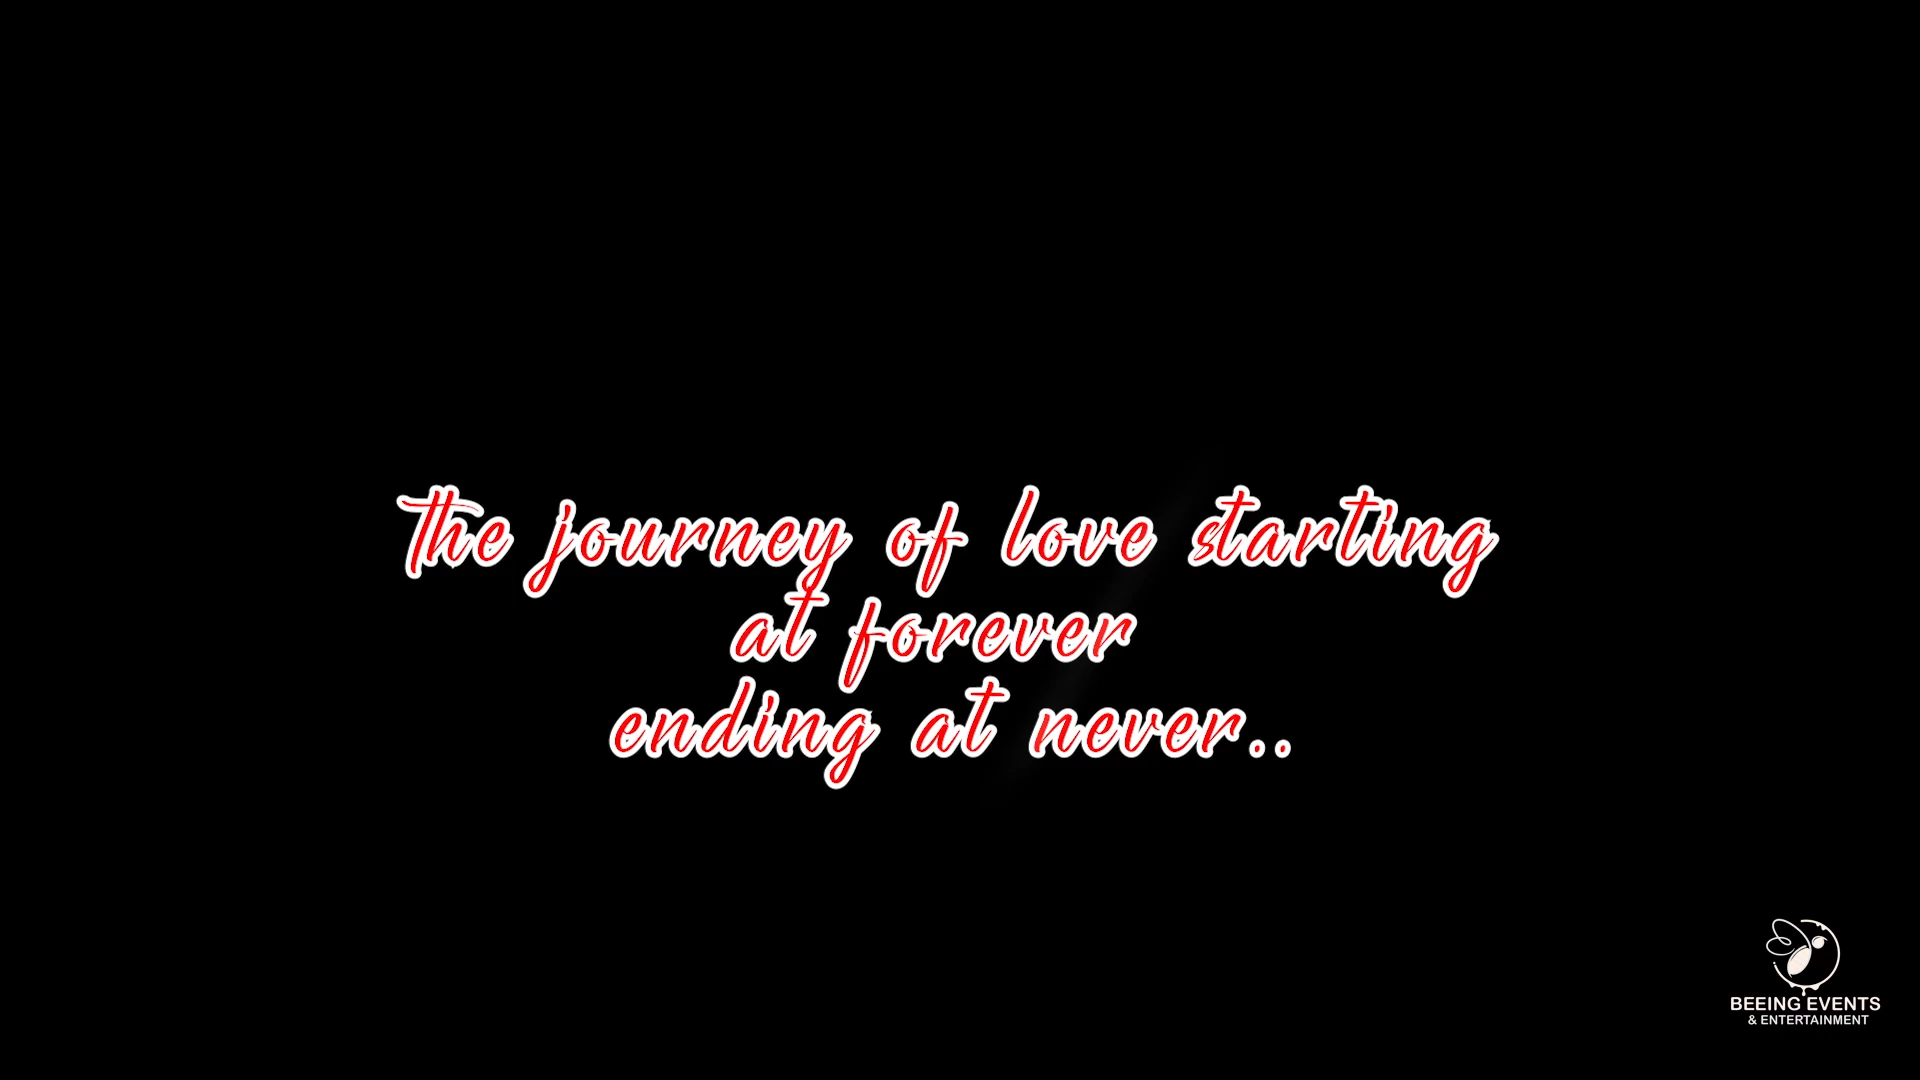 The journey of love starting
at forever
ending at never..
BEEING EVENTS
& ENTERTAINMENT